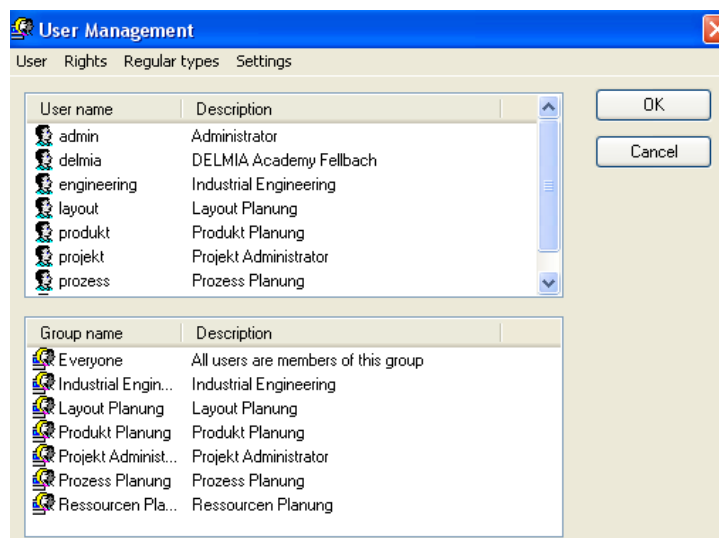 User Management
User Rights Regular types Settings
User name Description
admin Administrator
delmia DELMIA Academy Fellbach
engineering Industrial Engineering
layout Layout Planung
produkt Produkt Planung
projekt Projekt Administrator
prozess Prozess Planung
OK
Cancel
Group name Description
Everyone All users are members of this group
Industrial Engin... Industrial Engineering
Layout Planung Layout Planung
Produkt Planung Produkt Planung
Projekt Administ... Projekt Administrator
Prozess Planung Prozess Planung
Ressourcen Pla... Ressourcen Planung